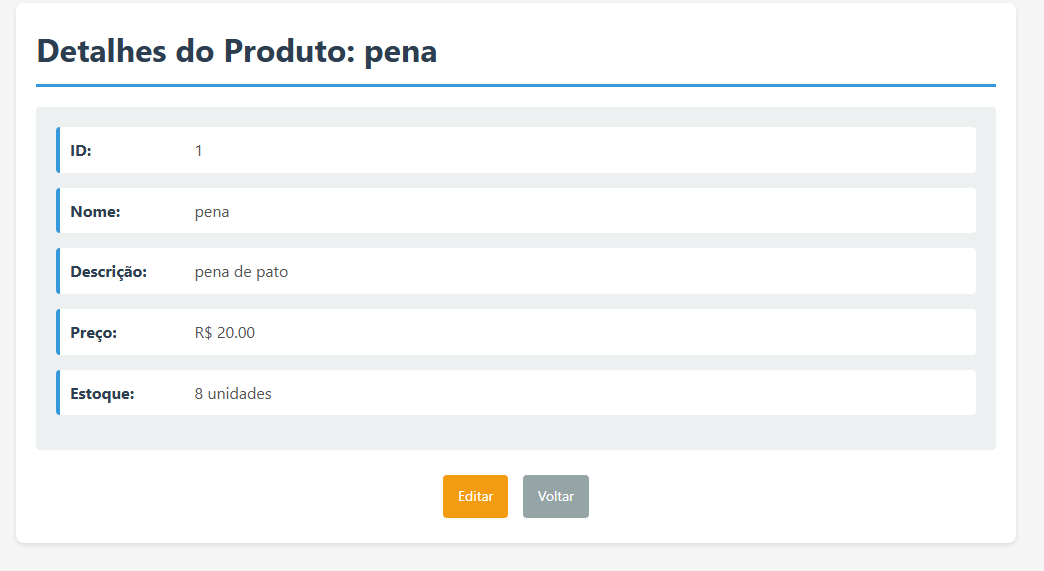 Detalhes do Produto: pena
ID: 1
Nome: pena
Descrição: pena de pato
Preço: R$ 20.00
Estoque: 8 unidades
Editar Voltar